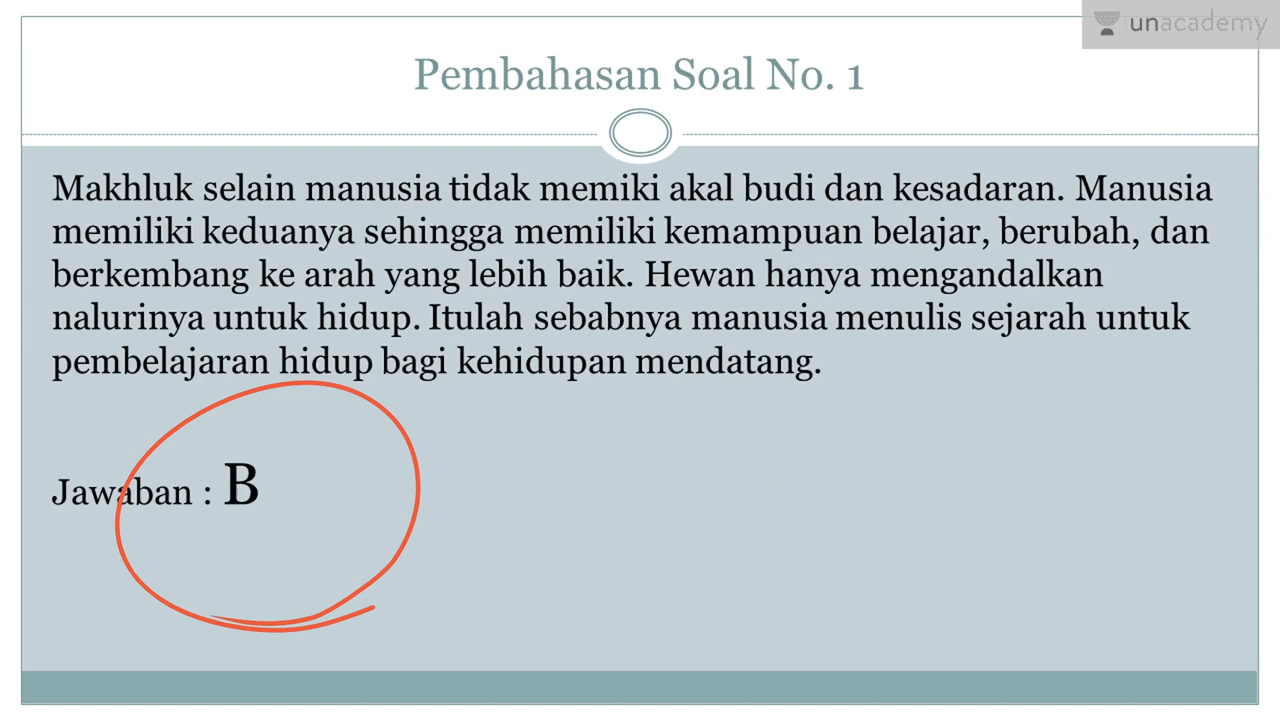 unacademy
Pembahasan Soal No. 1
Makhluk selain manusia tidak memiki akal budi dan kesadaran. Manusia
memiliki keduanya sehingga memiliki kemampuan belajar, berubah, dan
berkembang ke arah yang lebih baik. Hewan hanya mengandalkan
nalurinya untuk hidup. Itulah sebabnya manusia menulis sejarah untuk
pembelajaran hidup bagi kehidupan mendatang.
Jawaban : B